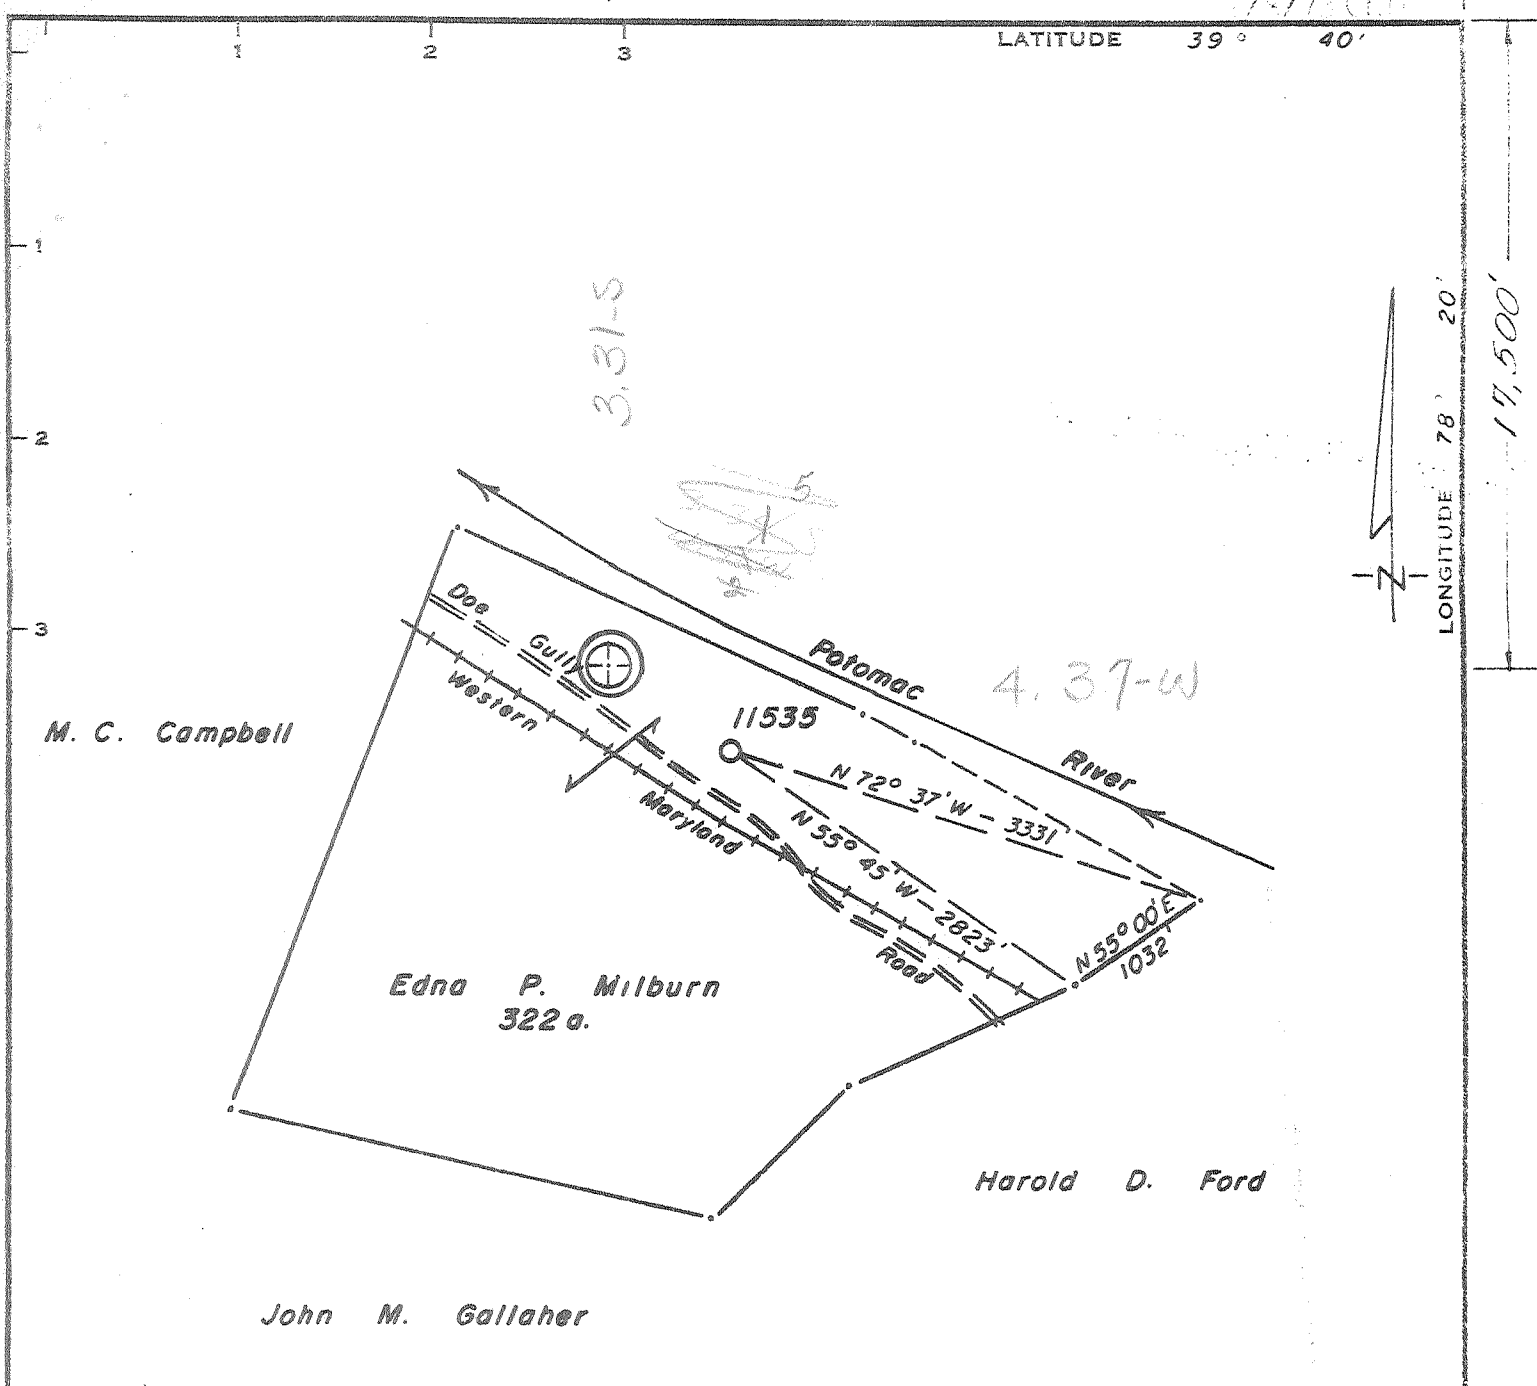 LATITUDE 39° 40'
1 2 3
1
2
3
3.31-S
5
LONGITUDE 78° 20'
17,500'
N
Doe
Gully
Western
Potomac
4.37-W
M. C. Campbell
11535
River
N 72° 37' W - 3331'
Maryland
N 55° 45' W - 2823'
N 55° 00' E
1032'
Road
Edna P. Milburn
322 a.
Harold D. Ford
John M. Gallaher